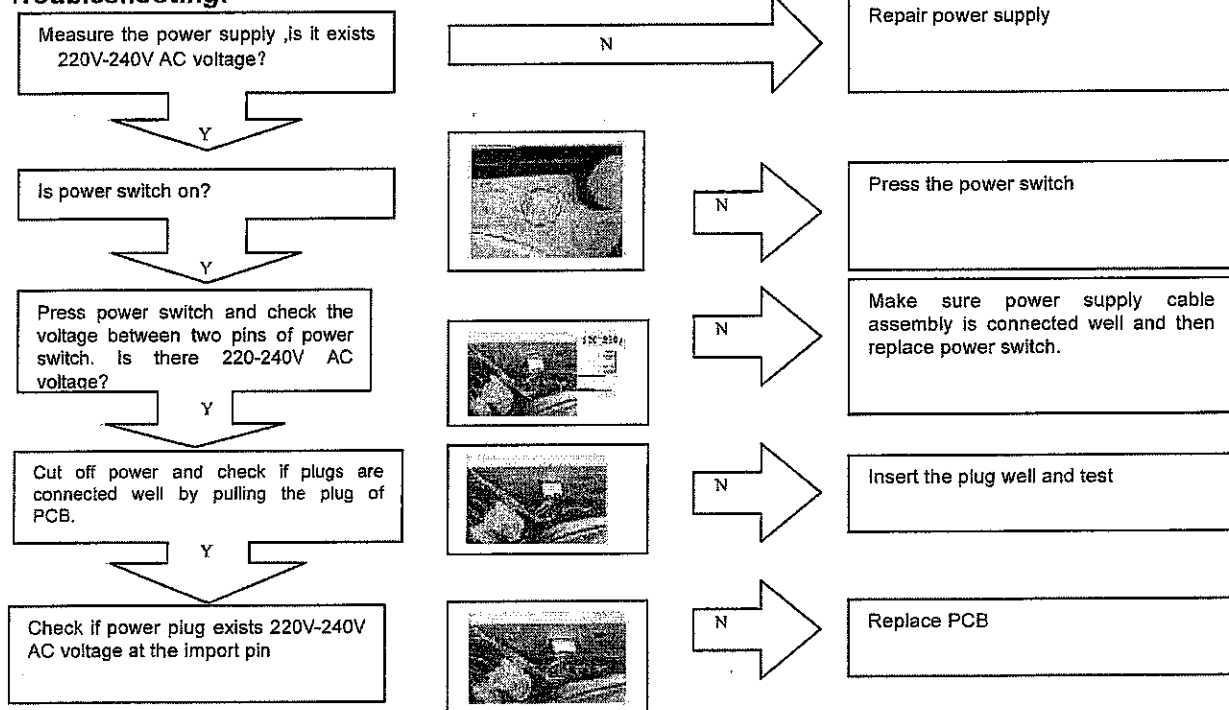 Troubleshooting:
Measure the power supply ,is it exists
220V-240V AC voltage?
N
Repair power supply
Y
Is power switch on?
N
Press the power switch
Y
Press power switch and check the
voltage between two pins of power
switch. Is there 220-240V AC
voltage?
N
Make sure power supply cable
assembly is connected well and then
replace power switch.
Y
Cut off power and check if plugs are
connected well by pulling the plug of
PCB.
N
Insert the plug well and test
Y
Check if power plug exists 220V-240V
AC voltage at the import pin
N
Replace PCB